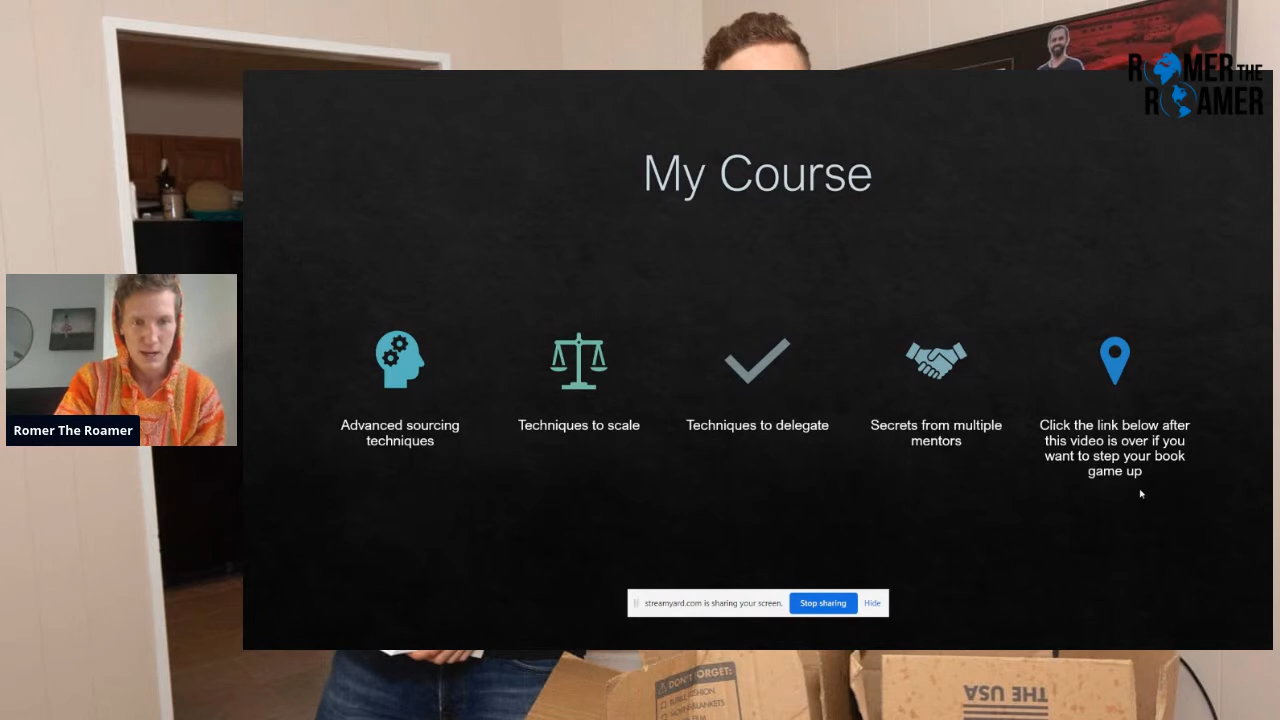 ROMER THE
ROAMER
My Course
Advanced sourcing
techniques
Techniques to scale
Techniques to delegate
Secrets from multiple
mentors
Click the link below after
this video is over if you
want to step your book
game up
Romer The Roamer
streamyard.com is sharing your screen.
Stop sharing
Hide
DON'T FORGET:
BLANKETS
THE USA